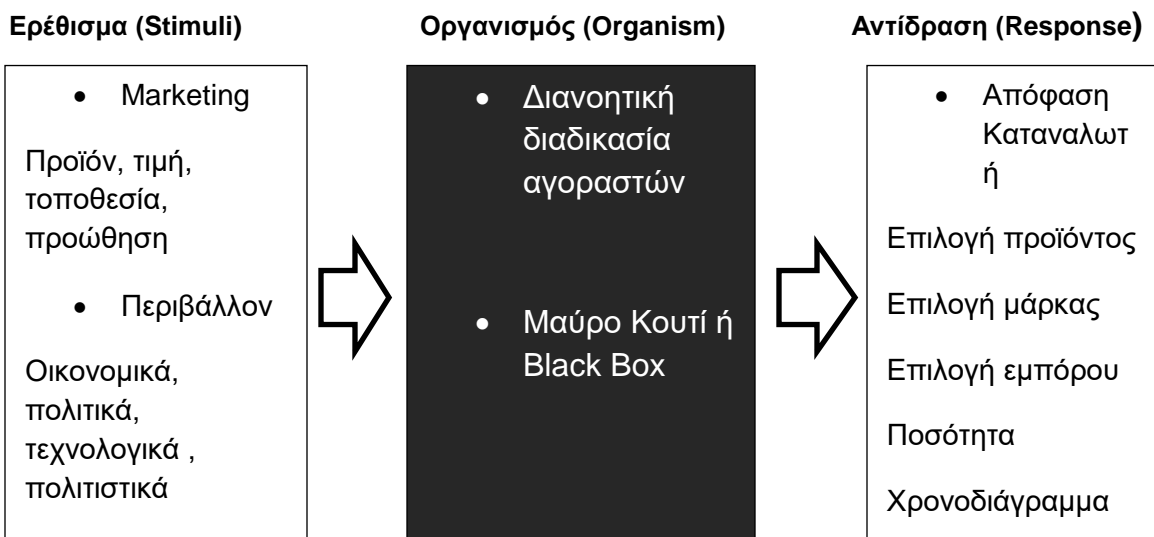 Ερέθισμα (Stimuli)
Οργανισμός (Organism)
Αντίδραση (Response)
• Marketing
Προϊόν, τιμή,
τοποθεσία,
προώθηση
• Περιβάλλον
Οικονομικά,
πολιτικά,
τεχνολογικά ,
πολιτιστικά
• Διανοητική
διαδικασία
αγοραστών
• Μαύρο Κουτί ή
Black Box
• Απόφαση
Καταναλωτ
ή
Επιλογή προϊόντος
Επιλογή μάρκας
Επιλογή εμπόρου
Ποσότητα
Χρονοδιάγραμμα